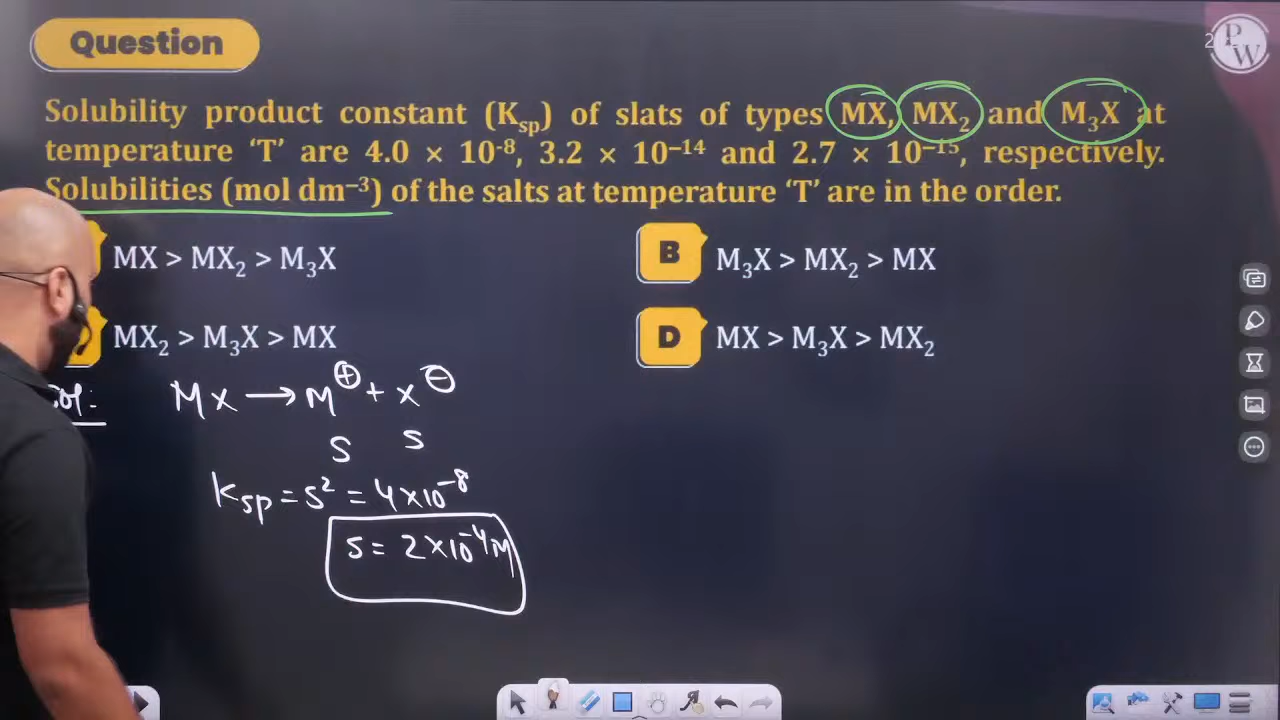 Question
2
P
W
Solubility product constant (Ksp) of slats of types MX, MX₂ and M₃X at
temperature ‘T’ are 4.0 × 10⁻⁸, 3.2 × 10⁻¹⁴ and 2.7 × 10⁻¹⁵, respectively.
Solubilities (mol dm⁻³) of the salts at temperature ‘T’ are in the order.
MX > MX₂ > M₃X
B M₃X > MX₂ > MX
MX₂ > M₃X > MX
D MX > M₃X > MX₂
MX → M⊕ + X⊖
S S
Ksp = S² = 4×10⁻⁸
S = 2×10⁻⁴M